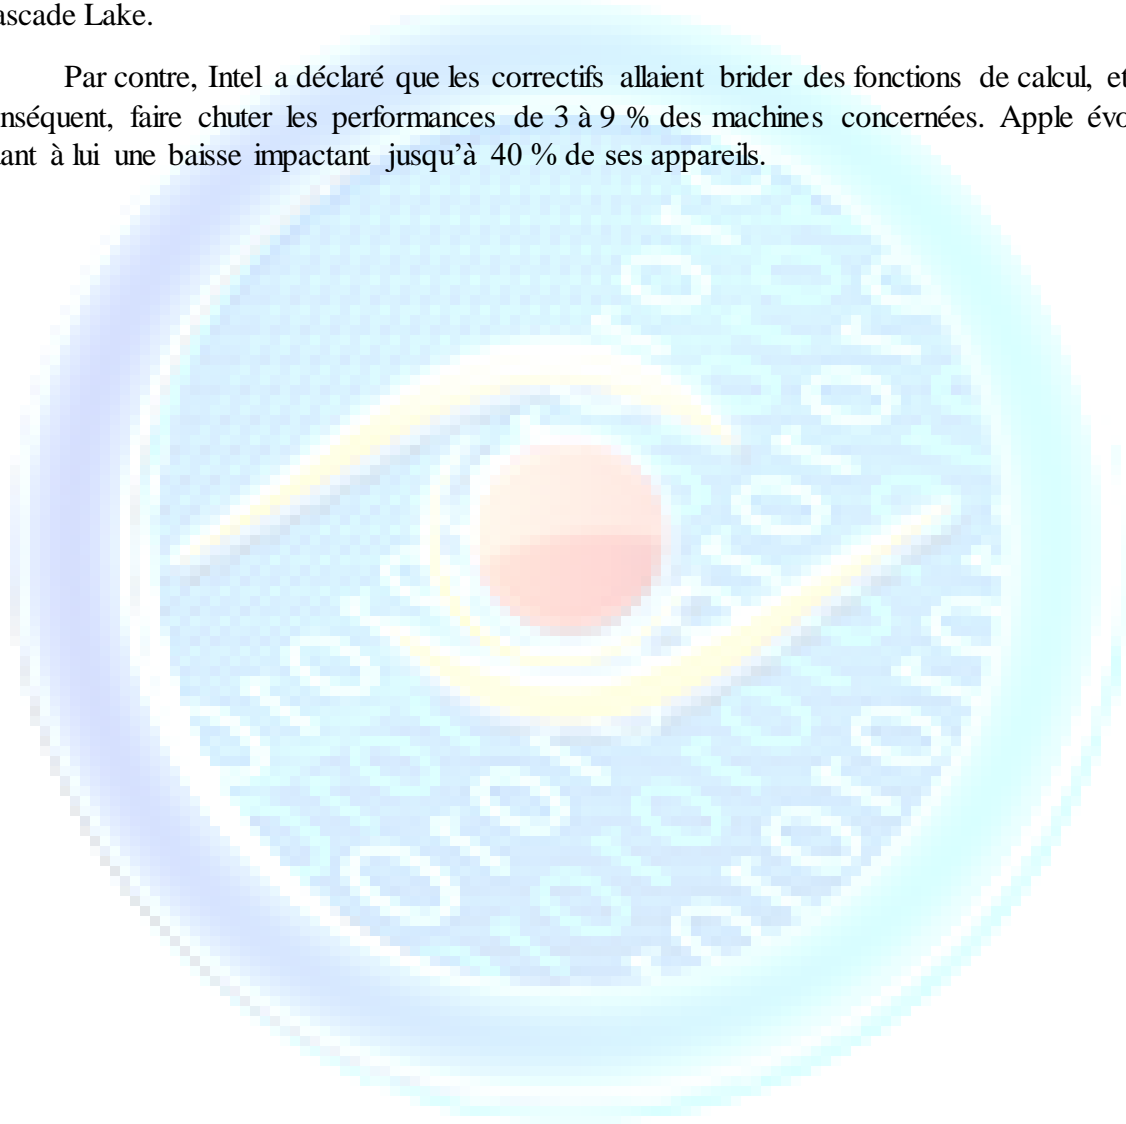 ascade Lake.
Par contre, Intel a déclaré que les correctifs allaient brider des fonctions de calcul, et
nséquent, faire chuter les performances de 3 à 9 % des machines concernées. Apple évo
ant à lui une baisse impactant jusqu’à 40 % de ses appareils.